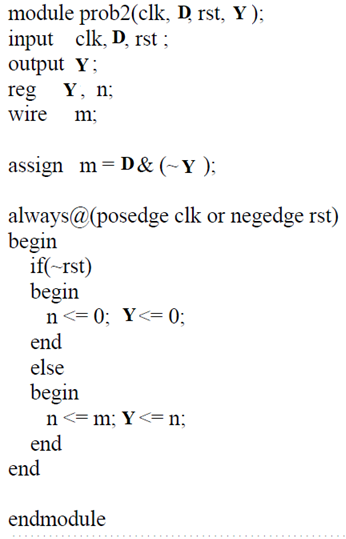 module prob2(clk, D, rst, Y );
input clk, D, rst ;
output Y;
reg Y, n;
wire m;
assign m = D& (~Y );
always@(posedge clk or negedge rst)
begin
if(~rst)
begin
n <= 0; Y<= 0;
end
else
begin
n <= m; Y <= n;
end
end
endmodule